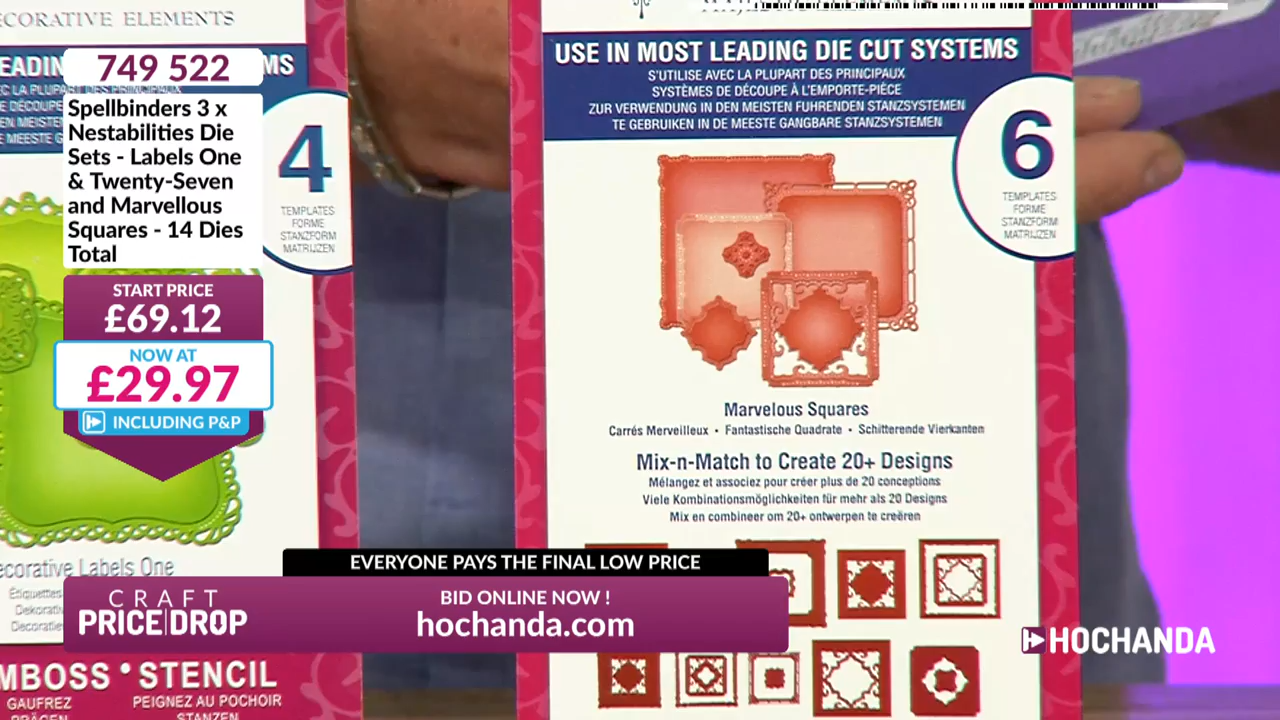 CORATIVE ELEMENTS
749 522
Spellbinders 3 x
Nestabilities Die
Sets - Labels One
& Twenty-Seven
and Marvellous
Squares - 14 Dies
Total
START PRICE
£69.12
NOW AT
£29.97
INCLUDING P&P
EADIN
MS
4
TEMPLATES
FORME
STANZFORM
MATRIJZEN
corative Labels One
Étiquettes
MBOSS • STENCIL
GAUFREZ
PEIGNEZ AU POCHOIR
PRÄGEN
STANZEN
USE IN MOST LEADING DIE CUT SYSTEMS
S'UTILISE AVEC LA PLUPART DES PRINCIPAUX
SYSTÈMES DE DÉCOUPE À L'EMPORTE-PIÈCE
ZUR VERWENDUNG IN DEN MEISTEN FUHRENDEN STANZSYSTEMEN
TE GEBRUIKEN IN DE MEESTE GANGBARE STANZSYSTEMEN
6
TEMPLATES
FORME
STANZFORM
MATRIJZEN
Marvelous Squares
Carrés Merveilleux • Fantastische Quadrate • Schitterende Vierkanten
Mix-n-Match to Create 20+ Designs
Mélangez et associez pour créer plus de 20 conceptions
Viele Kombinationsmöglichkeiten für mehr als 20 Designs
Mix en combineer om 20+ ontwerpen te creëren
EVERYONE PAYS THE FINAL LOW PRICE
CRAFT
PRICE DROP
BID ONLINE NOW !
hochanda.com
HOCHANDA